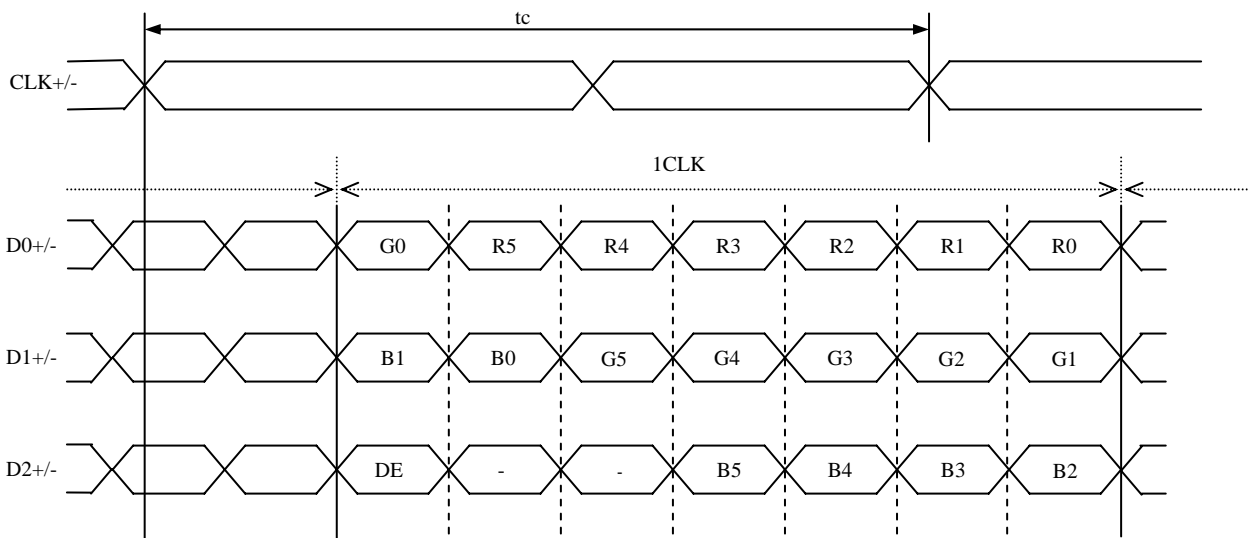 tc
CLK+/-
1CLK
D0+/- G0 R5 R4 R3 R2 R1 R0
D1+/- B1 B0 G5 G4 G3 G2 G1
D2+/- DE - - B5 B4 B3 B2